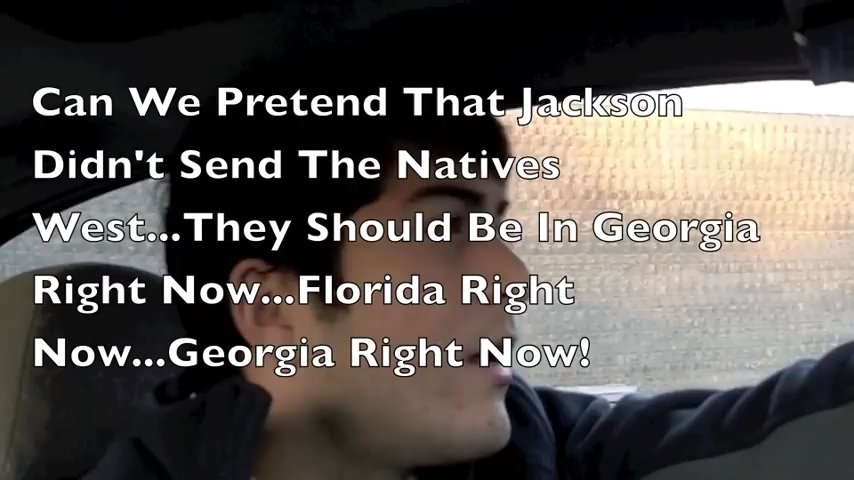 Can We Pretend That Jackson
Didn't Send The Natives
West...They Should Be In Georgia
Right Now...Florida Right
Now...Georgia Right Now!